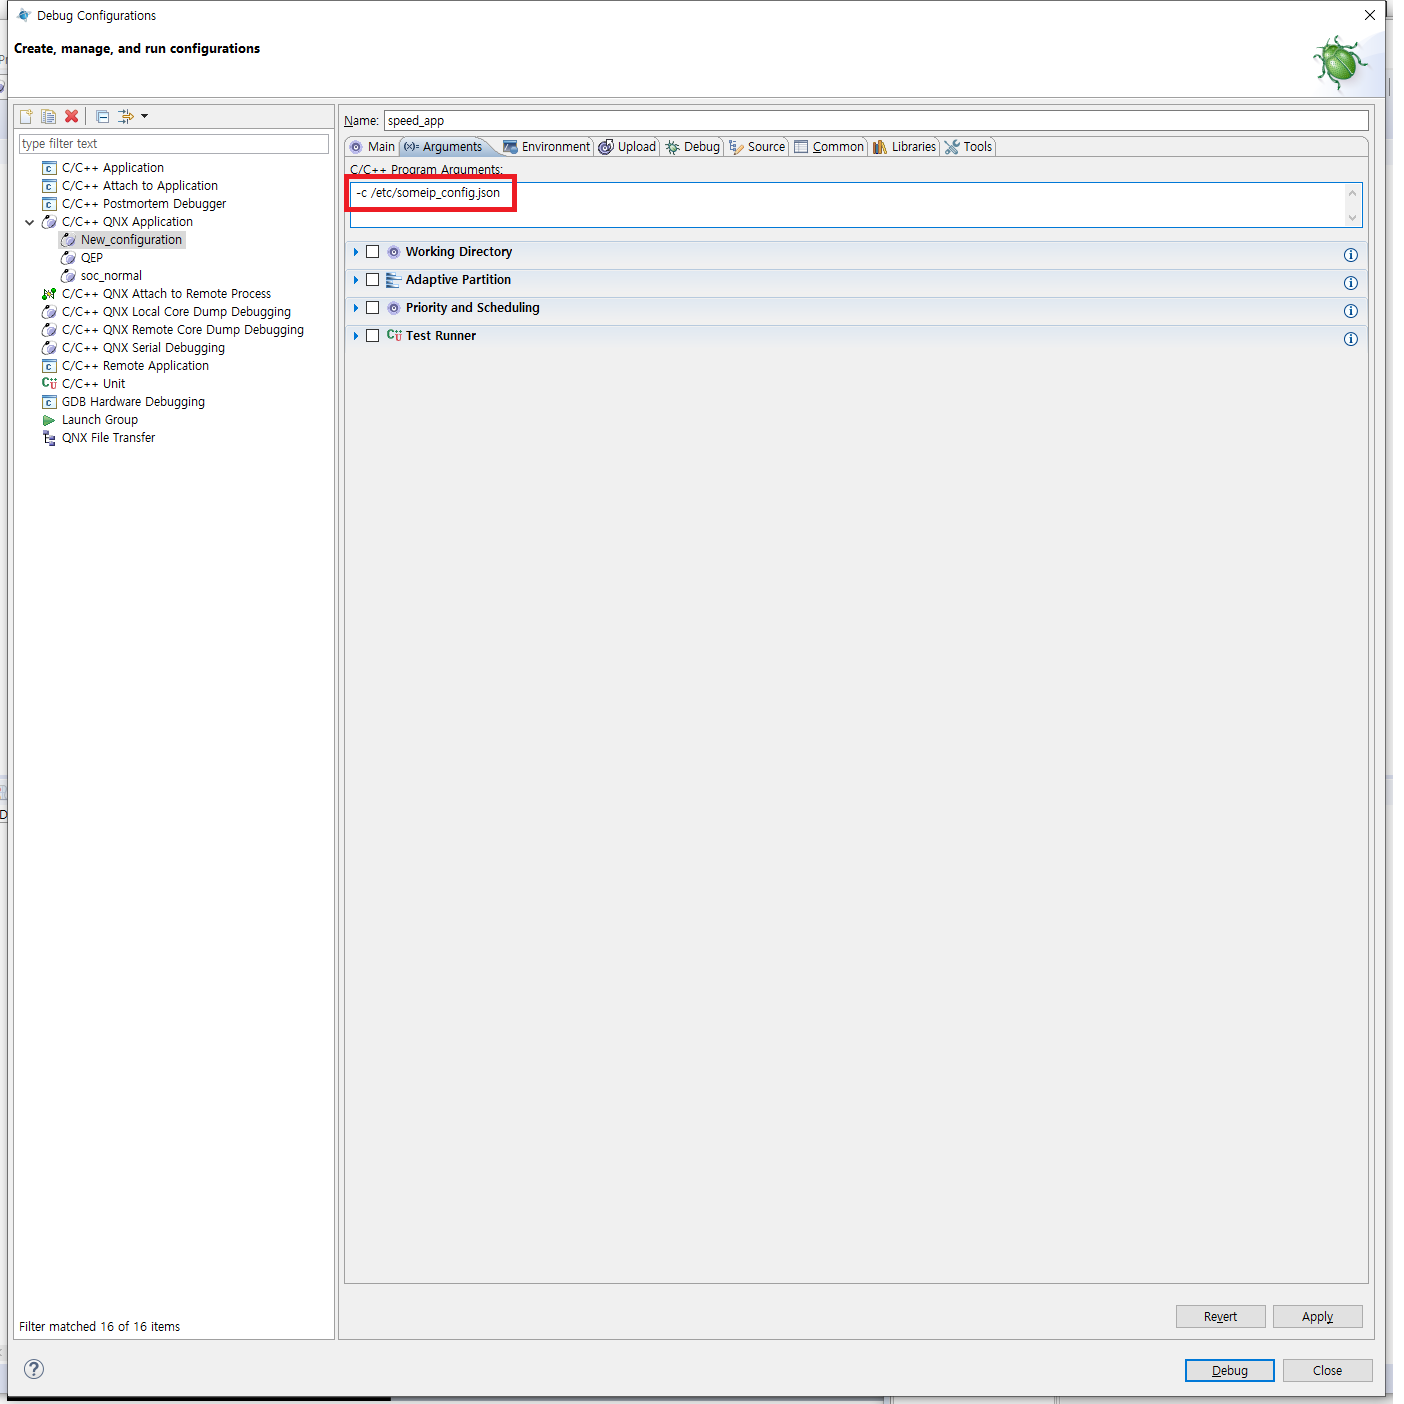 Debug Configurations
Create, manage, and run configurations
type filter text
C/C++ Application
C/C++ Attach to Application
C/C++ Postmortem Debugger
C/C++ QNX Application
New_configuration
QEP
soc_normal
C/C++ QNX Attach to Remote Process
C/C++ QNX Local Core Dump Debugging
C/C++ QNX Remote Core Dump Debugging
C/C++ QNX Serial Debugging
C/C++ Remote Application
C/C++ Unit
GDB Hardware Debugging
Launch Group
QNX File Transfer
Filter matched 16 of 16 items
Name: speed_app
Main (x)= Arguments Environment Upload Debug Source Common Libraries Tools
C/C++ Program Arguments:
-c /etc/someip_config.json
Working Directory
Adaptive Partition
Priority and Scheduling
Test Runner
Revert Apply
Debug Close